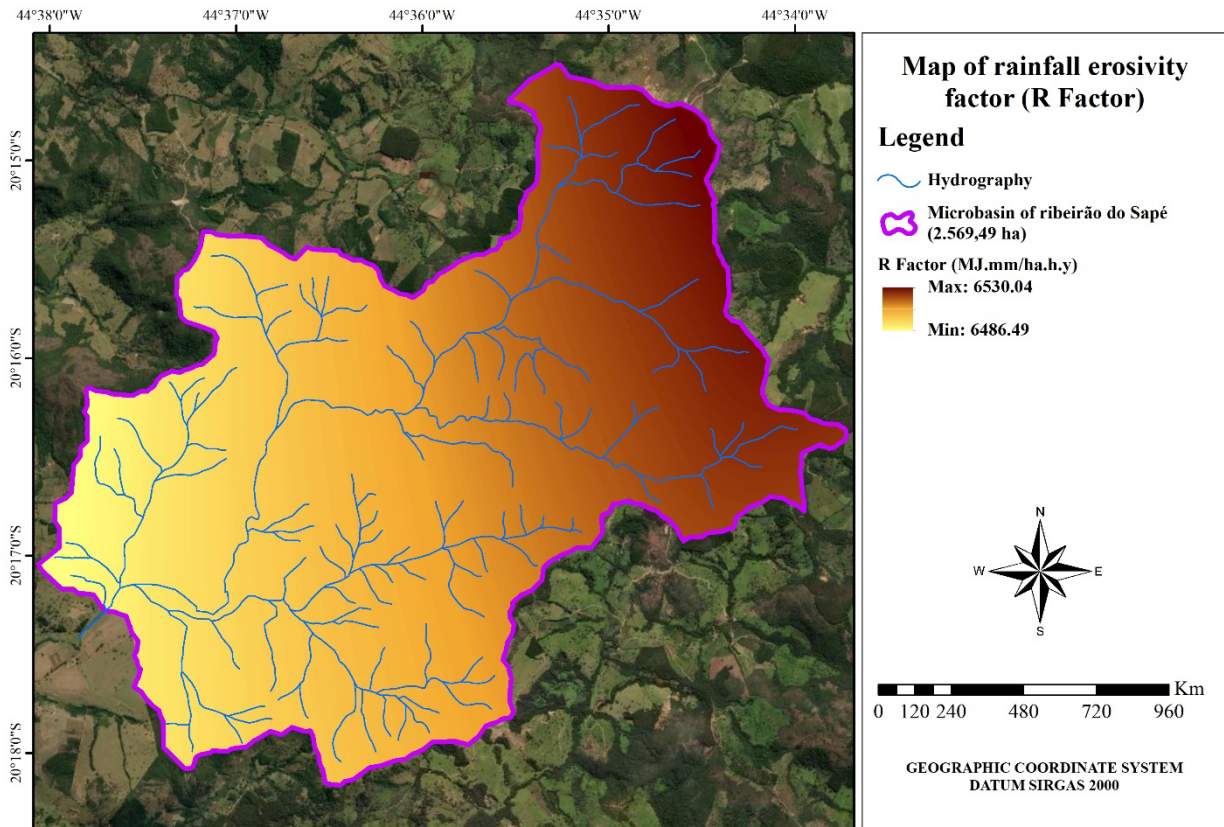 44°38'0"W 44°37'0"W 44°36'0"W 44°35'0"W 44°34'0"W
20°15'0"S
20°16'0"S
20°17'0"S
20°18'0"S
Map of rainfall erosivity
factor (R Factor)
Legend
Hydrography
Microbasin of ribeirão do Sapé
(2.569,49 ha)
R Factor (MJ.mm/ha.h.y)
Max: 6530.04
Min: 6486.49
N
W E
S
Km
0 120 240 480 720 960
GEOGRAPHIC COORDINATE SYSTEM
DATUM SIRGAS 2000